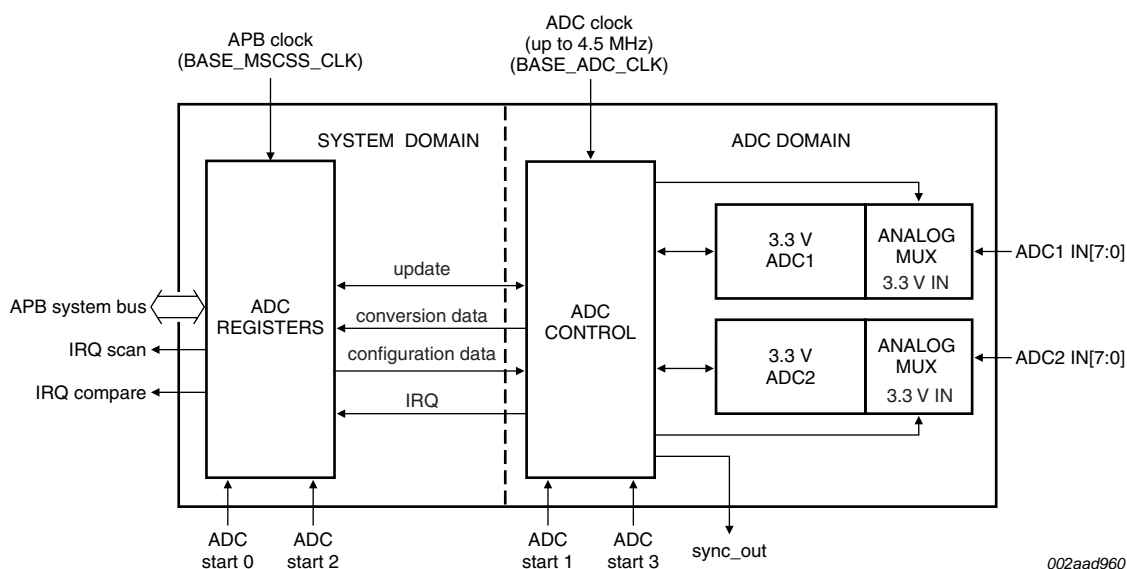 APB clock
(BASE_MSCSS_CLK)
ADC clock
(up to 4.5 MHz)
(BASE_ADC_CLK)
SYSTEM DOMAIN
ADC DOMAIN
APB system bus
IRQ scan
IRQ compare
ADC
REGISTERS
update
conversion data
configuration data
IRQ
ADC
CONTROL
3.3 V
ADC1
ANALOG
MUX
3.3 V IN
ADC1 IN[7:0]
3.3 V
ADC2
ANALOG
MUX
3.3 V IN
ADC2 IN[7:0]
ADC
start 0
ADC
start 2
ADC
start 1
ADC
start 3
sync_out
002aad960